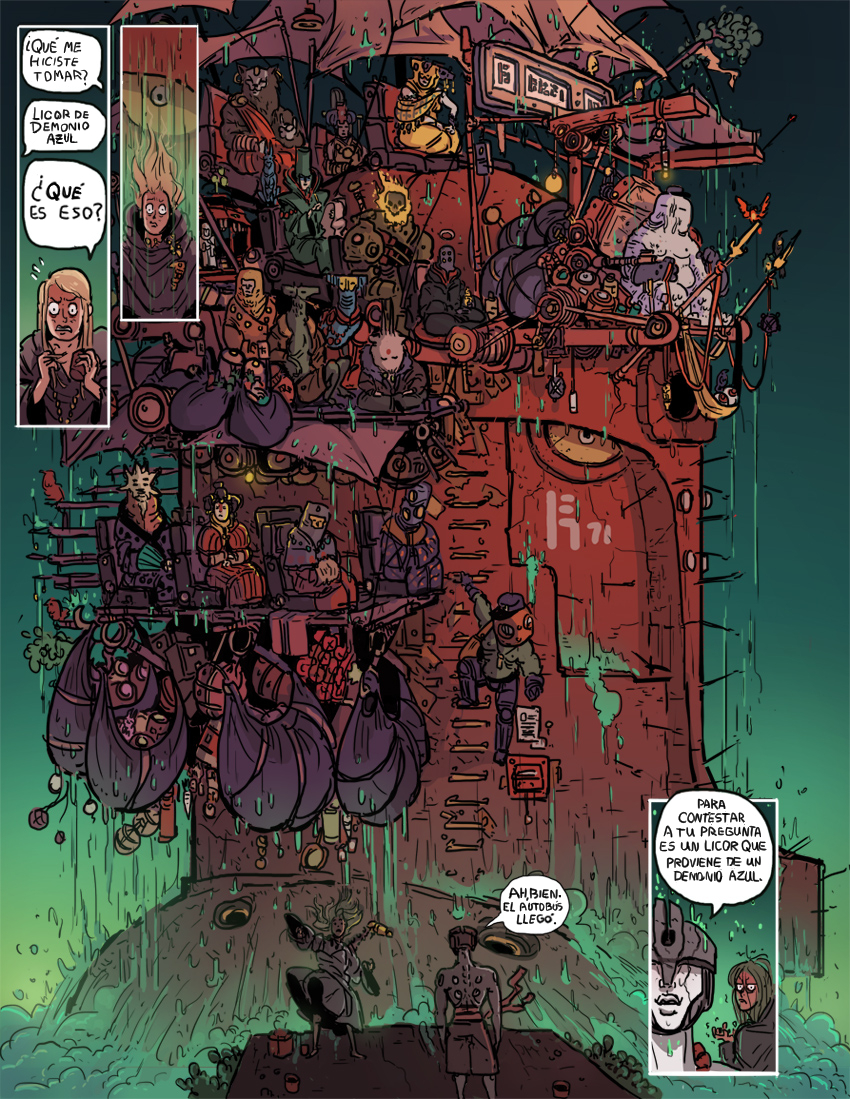 ¿QUÉ ME
HICISTE
TOMAR?
LICOR DE
DEMONIO
AZUL
¿QUÉ
ES ESO?
71
AH, BIEN.
EL AUTOBÚS
LLEGÓ.
PARA
CONTESTAR
A TU PREGUNTA
ES UN LICOR QUE
PROVIENE DE UN
DEMONIO AZUL.